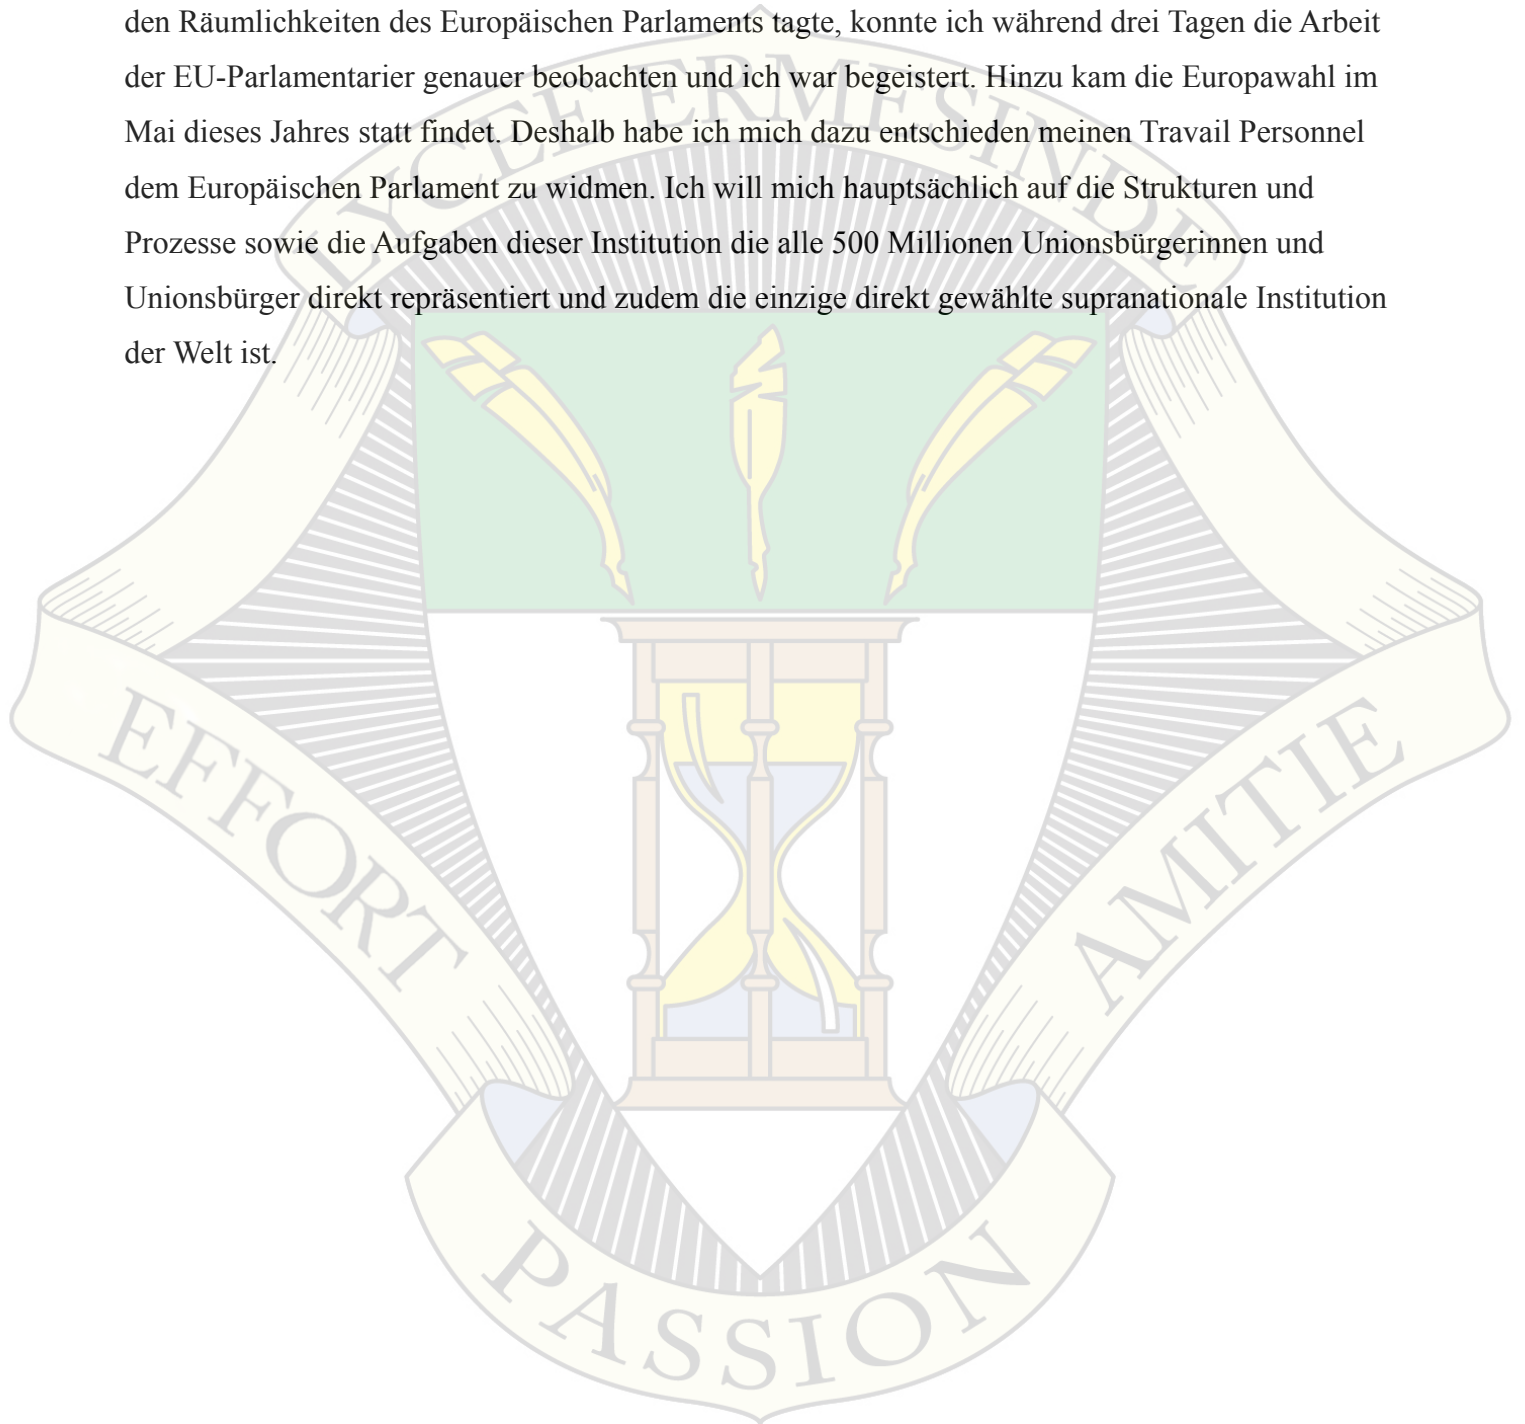 den Räumlichkeiten des Europäischen Parlaments tagte, konnte ich während drei Tagen die Arbeit
der EU-Parlamentarier genauer beobachten und ich war begeistert. Hinzu kam die Europawahl im
Mai dieses Jahres statt findet. Deshalb habe ich mich dazu entschieden meinen Travail Personnel
dem Europäischen Parlament zu widmen. Ich will mich hauptsächlich auf die Strukturen und
Prozesse sowie die Aufgaben dieser Institution die alle 500 Millionen Unionsbürgerinnen und
Unionsbürger direkt repräsentiert und zudem die einzige direkt gewählte supranationale Institution
der Welt ist.
LYCEE ERMESINDE
EFFORT
AMITIE
PASSION